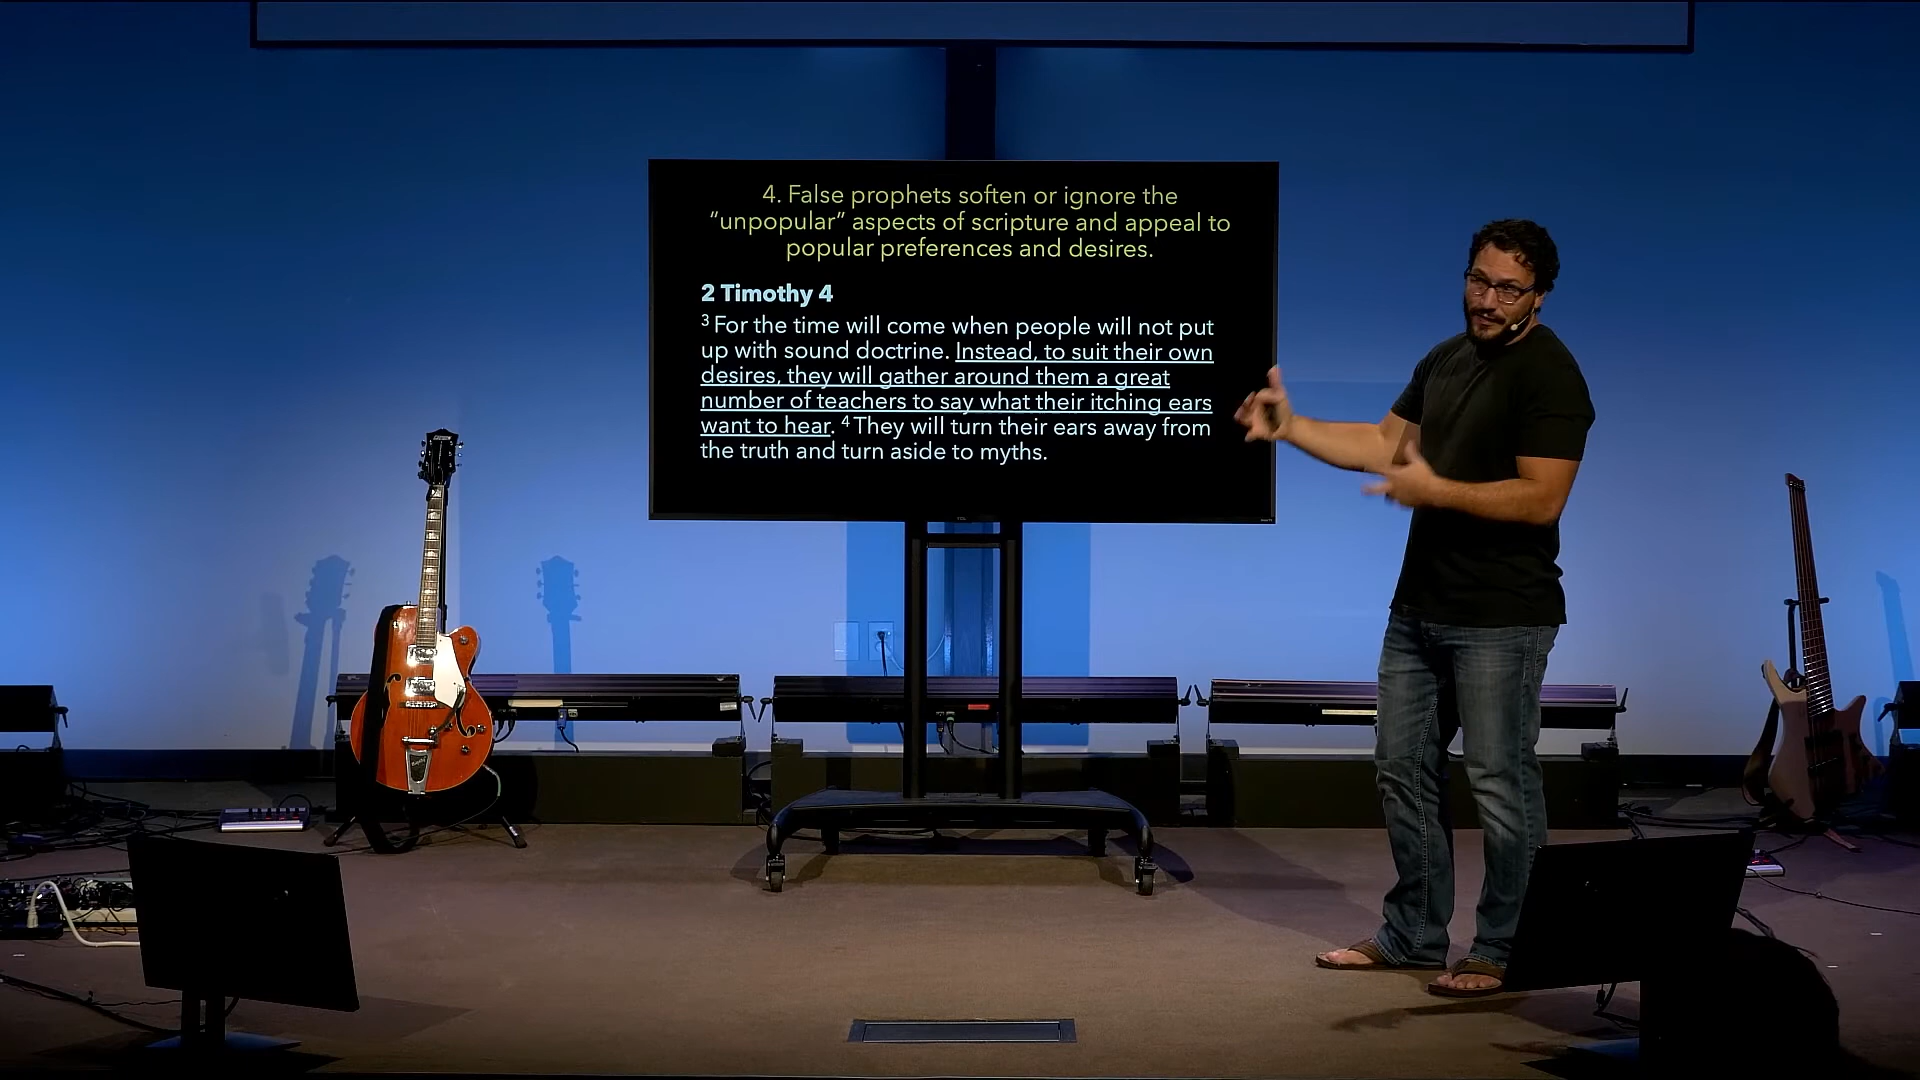 4. False prophets soften or ignore the
“unpopular” aspects of scripture and appeal to
popular preferences and desires.
2 Timothy 4
3 For the time will come when people will not put
up with sound doctrine. Instead, to suit their own
desires, they will gather around them a great
number of teachers to say what their itching ears
want to hear. 4 They will turn their ears away from
the truth and turn aside to myths.